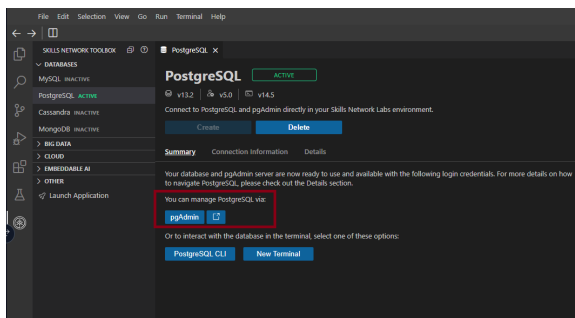 File Edit Selection View Go Run Terminal Help
SKILLS NETWORK TOOLBOX
PostgreSQL
DATABASES
MySQL INACTIVE
PostgreSQL ACTIVE
Cassandra INACTIVE
MongoDB INACTIVE
BIG DATA
CLOUD
EMBEDDABLE AI
OTHER
Launch Application
PostgreSQL ACTIVE
v13.2 v5.0 v14.5
Connect to PostgreSQL and pgAdmin directly in your Skills Network Labs environment.
Create Delete
Summary Connection Information Details
Your database and pgAdmin server are now ready to use and available with the following login credentials. For more details on how
to navigate PostgreSQL, please check out the Details section.
You can manage PostgreSQL via:
pgAdmin
Or to interact with the database in the terminal, select one of these options:
PostgreSQL CLI New Terminal